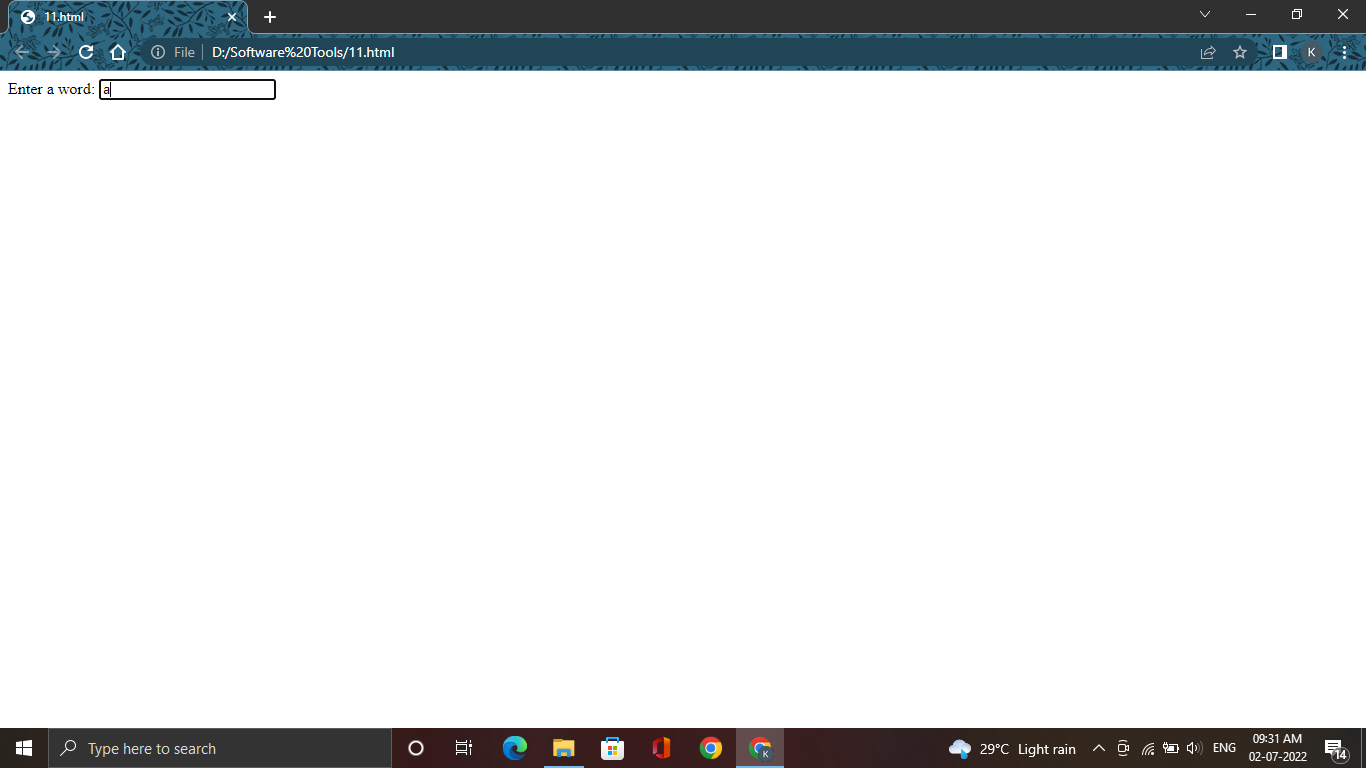 11.html
File D:/Software%20Tools/11.html
K
Enter a word: a
Type here to search
K
29°C Light rain
ENG
09:31 AM
02-07-2022
14